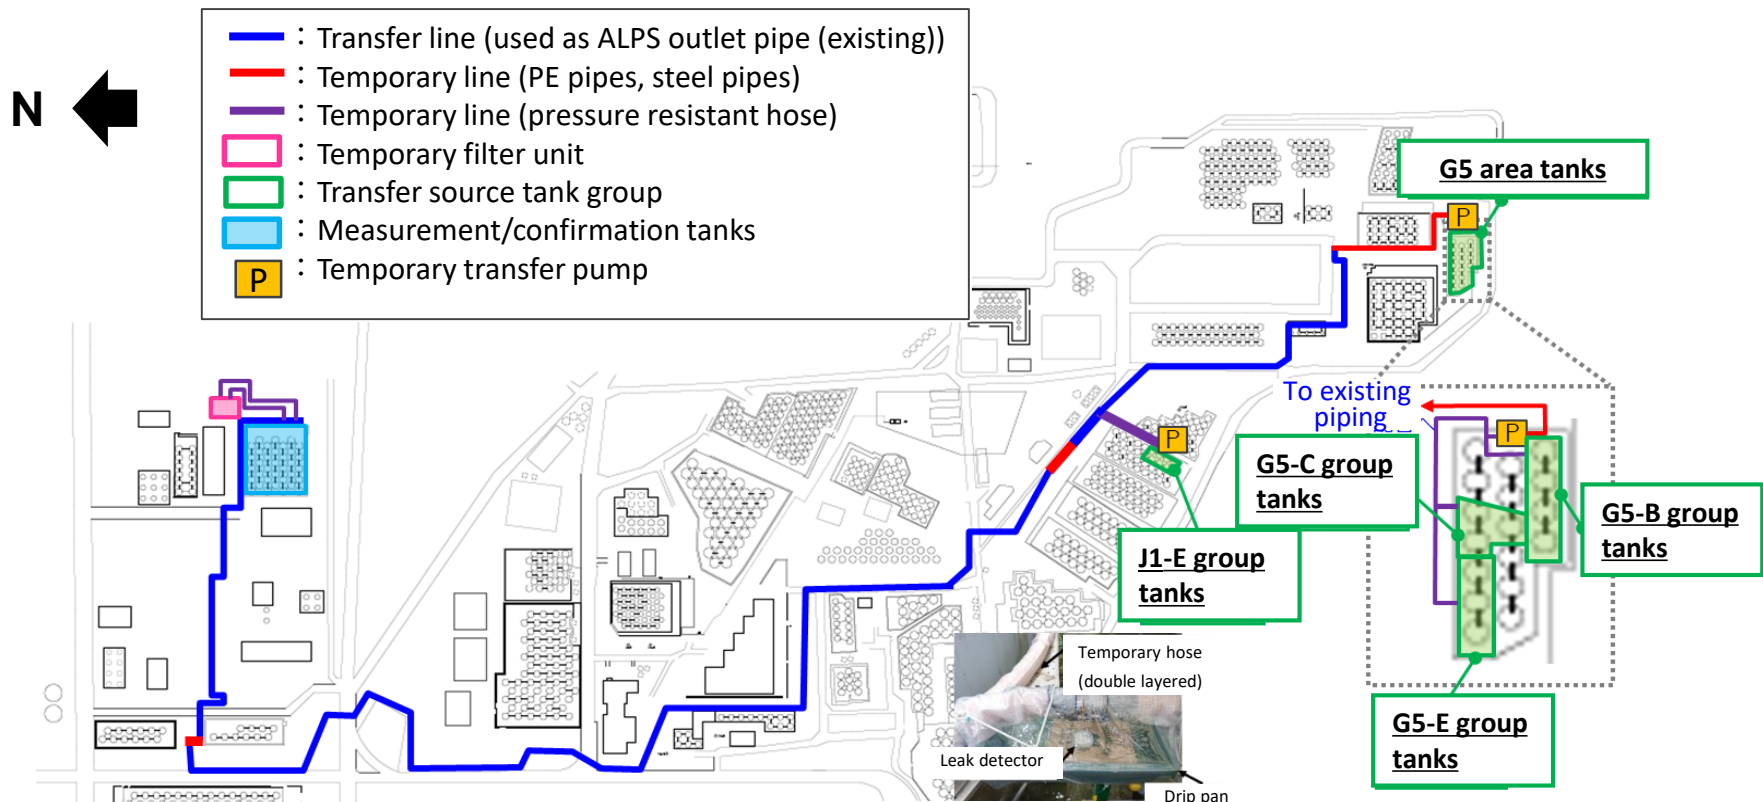 N
: Transfer line (used as ALPS outlet pipe (existing))
: Temporary line (PE pipes, steel pipes)
: Temporary line (pressure resistant hose)
: Temporary filter unit
: Transfer source tank group
: Measurement/confirmation tanks
P : Temporary transfer pump
G5 area tanks
P
To existing
piping
P
P
G5-C group
tanks
G5-B group
tanks
J1-E group
tanks
G5-E group
tanks
Temporary hose
(double layered)
Leak detector
Drip pan